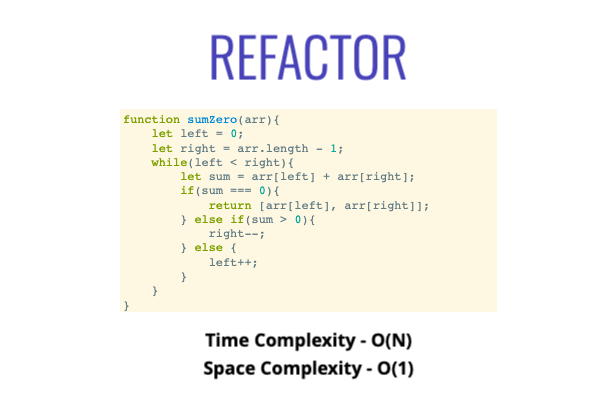 REFACTOR
function sumZero(arr){
    let left = 0;
    let right = arr.length - 1;
    while(left < right){
        let sum = arr[left] + arr[right];
        if(sum === 0){
            return [arr[left], arr[right]];
        } else if(sum > 0){
            right--;
        } else {
            left++;
        }
    }
}
Time Complexity - O(N)
Space Complexity - O(1)